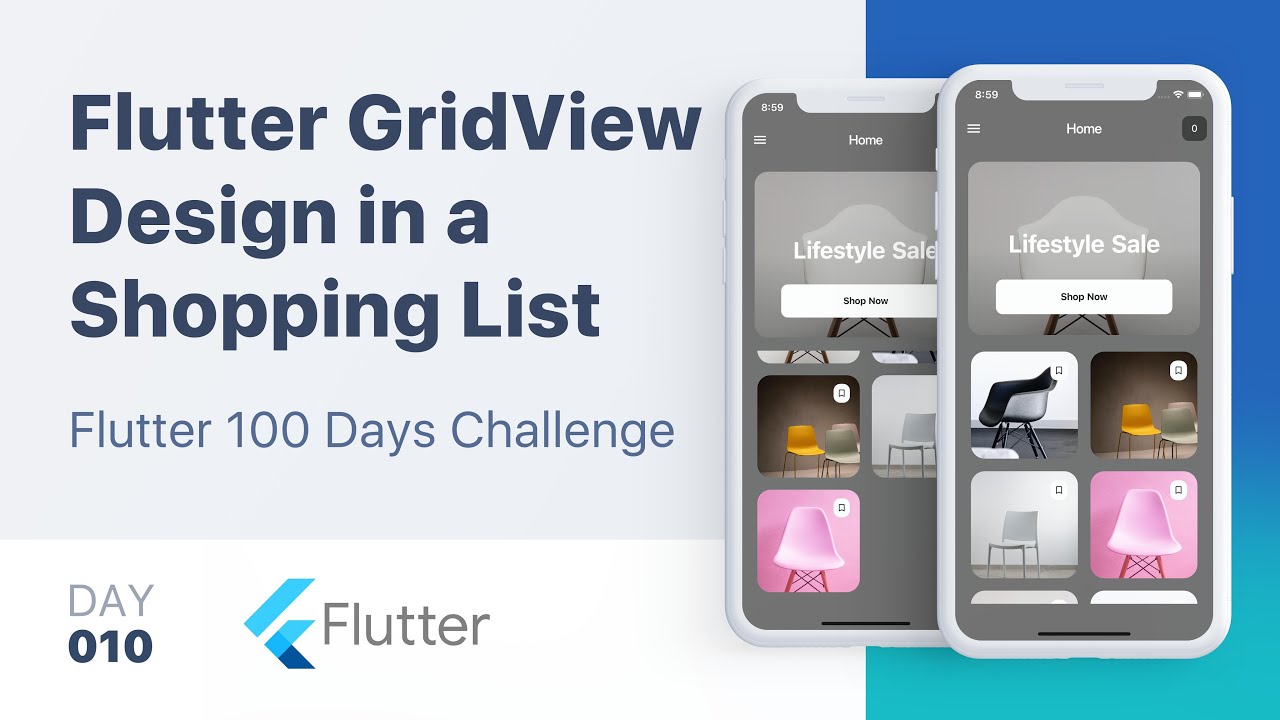 Flutter GridView
Design in a
Shopping List
Flutter 100 Days Challenge
DAY
010
Flutter
8:59
Home
Lifestyle Sale
Shop Now
8:59
Home
0
Lifestyle Sale
Shop Now